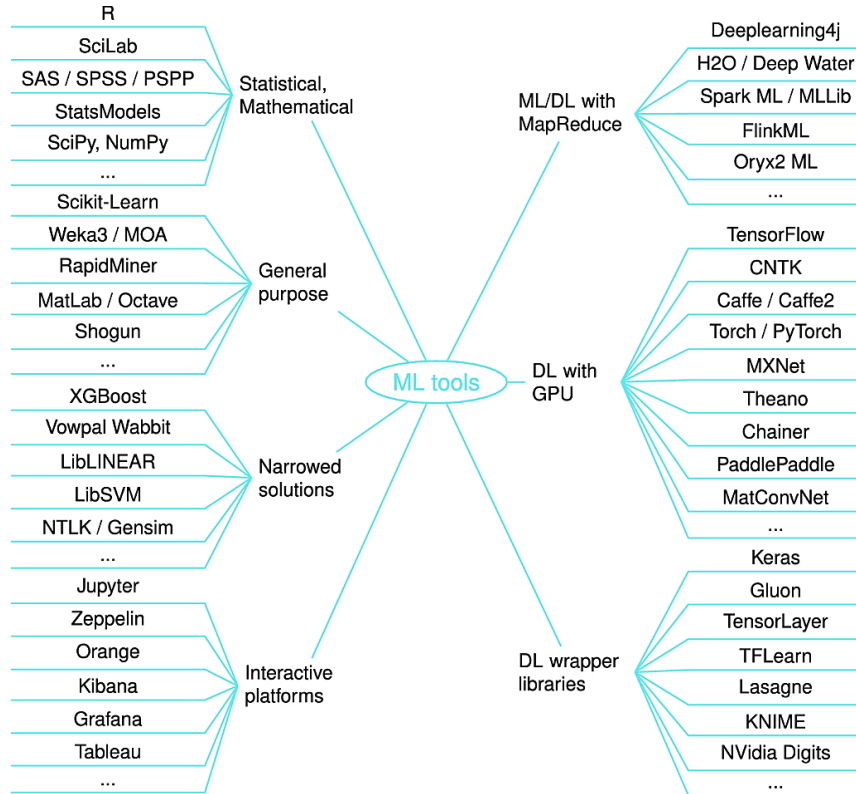 R
SciLab
SAS / SPSS / PSPP
StatsModels
SciPy, NumPy
...
Statistical,
Mathematical
Scikit-Learn
Weka3 / MOA
RapidMiner
MatLab / Octave
Shogun
...
General
purpose
XGBoost
Vowpal Wabbit
LibLINEAR
LibSVM
NTLK / Gensim
...
Narrowed
solutions
Jupyter
Zeppelin
Orange
Kibana
Grafana
Tableau
...
Interactive
platforms
ML tools
ML/DL with
MapReduce
Deeplearning4j
H2O / Deep Water
Spark ML / MLLib
FlinkML
Oryx2 ML
...
DL with
GPU
TensorFlow
CNTK
Caffe / Caffe2
Torch / PyTorch
MXNet
Theano
Chainer
PaddlePaddle
MatConvNet
...
DL wrapper
libraries
Keras
Gluon
TensorLayer
TFLearn
Lasagne
KNIME
NVidia Digits
...